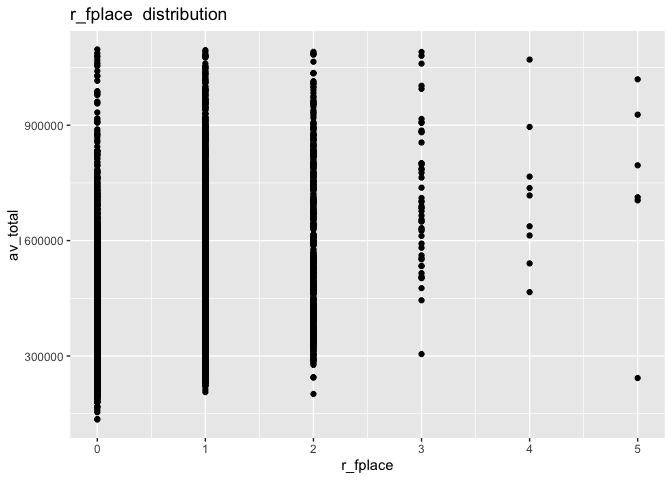 r_fplace  distribution
900000
600000
300000
av_total
0 1 2 3 4 5
r_fplace